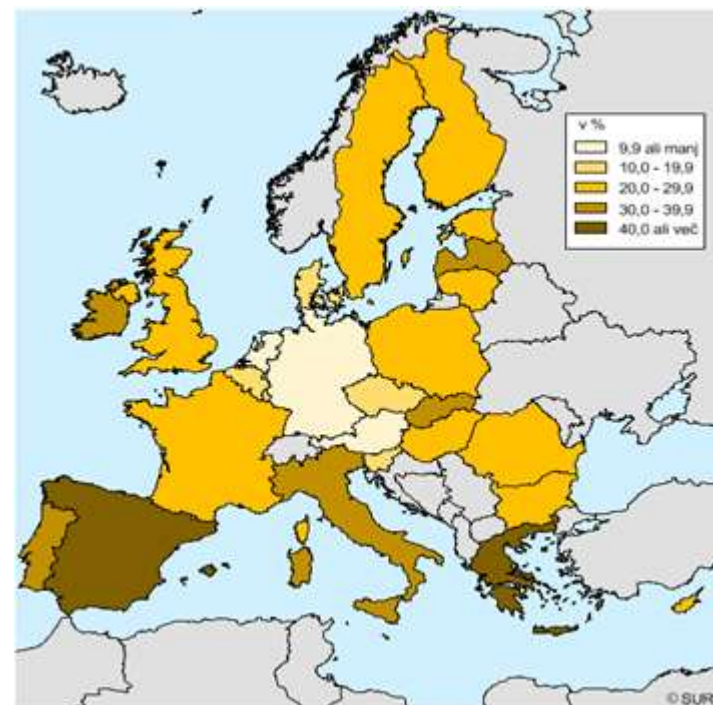 v %
9,9 ali manj
10,0 - 19,9
20,0 - 29,9
30,0 - 39,9
40,0 ali več
© SUR